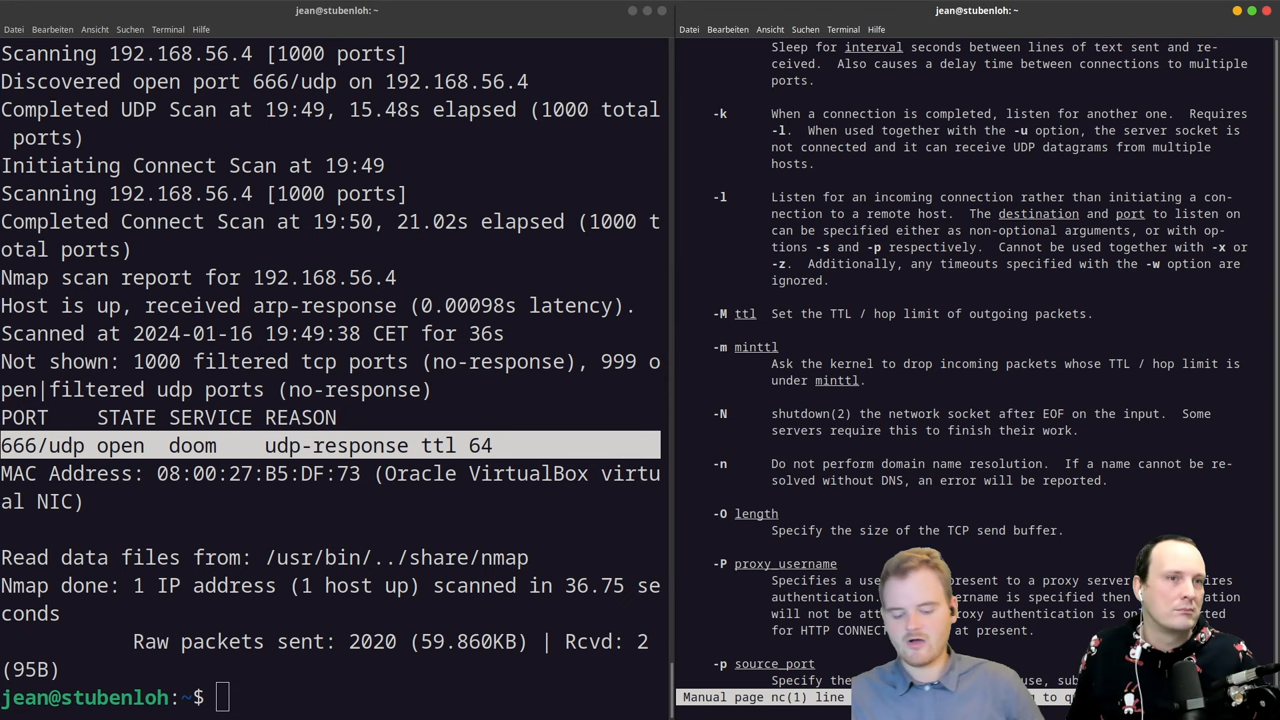 jean@stubenloh: ~
Datei Bearbeiten Ansicht Suchen Terminal Hilfe
Scanning 192.168.56.4 [1000 ports]
Discovered open port 666/udp on 192.168.56.4
Completed UDP Scan at 19:49, 15.48s elapsed (1000 total
ports)
Initiating Connect Scan at 19:49
Scanning 192.168.56.4 [1000 ports]
Completed Connect Scan at 19:50, 21.02s elapsed (1000 t
otal ports)
Nmap scan report for 192.168.56.4
Host is up, received arp-response (0.00098s latency).
Scanned at 2024-01-16 19:49:38 CET for 36s
Not shown: 1000 filtered tcp ports (no-response), 999 o
pen|filtered udp ports (no-response)
PORT STATE SERVICE REASON
666/udp open doom udp-response ttl 64
MAC Address: 08:00:27:B5:DF:73 (Oracle VirtualBox virtu
al NIC)
Read data files from: /usr/bin/../share/nmap
Nmap done: 1 IP address (1 host up) scanned in 36.75 se
conds
Raw packets sent: 2020 (59.860KB) | Rcvd: 2
(95B)
jean@stubenloh:~$
jean@stubenloh: ~
Datei Bearbeiten Ansicht Suchen Terminal Hilfe
Sleep for interval seconds between lines of text sent and re-
ceived. Also causes a delay time between connections to multiple
ports.
-k When a connection is completed, listen for another one. Requires
-l. When used together with the -u option, the server socket is
not connected and it can receive UDP datagrams from multiple
hosts.
-l Listen for an incoming connection rather than initiating a con-
nection to a remote host. The destination and port to listen on
can be specified either as non-optional arguments, or with op-
tions -s and -p respectively. Cannot be used together with -x or
-z. Additionally, any timeouts specified with the -w option are
ignored.
-M ttl Set the TTL / hop limit of outgoing packets.
-m minttl
Ask the kernel to drop incoming packets whose TTL / hop limit is
under minttl.
-N shutdown(2) the network socket after EOF on the input. Some
servers require this to finish their work.
-n Do not perform domain name resolution. If a name cannot be re-
solved without DNS, an error will be reported.
-O length
Specify the size of the TCP send buffer.
-P proxy_username
Specifies a present to a proxy server
authentication. is specified then
will not be authentication is
for HTTP at present.
-p source_port
Specify the
Manual page nc(1) line to